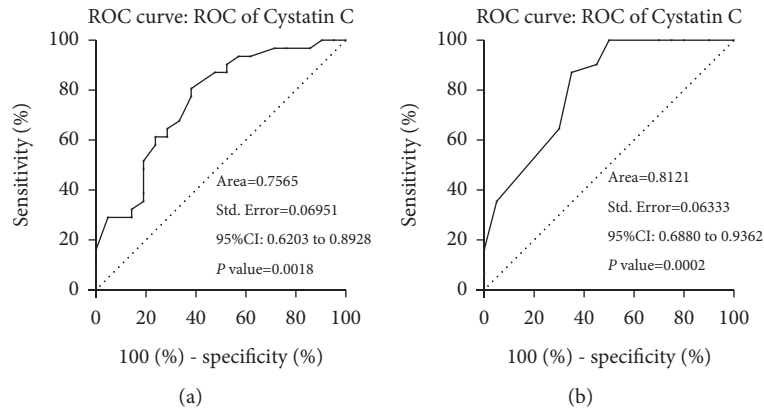 ROC curve: ROC of Cystatin C
100
80
60
40
20
0
Sensitivity (%)
Area=0.7565
Std. Error=0.06951
95%CI: 0.6203 to 0.8928
P value=0.0018
0 20 40 60 80 100
100 (%) - specificity (%)
(a)
ROC curve: ROC of Cystatin C
100
80
60
40
20
0
Sensitivity (%)
Area=0.8121
Std. Error=0.06333
95%CI: 0.6880 to 0.9362
P value=0.0002
0 20 40 60 80 100
100 (%) - specificity (%)
(b)